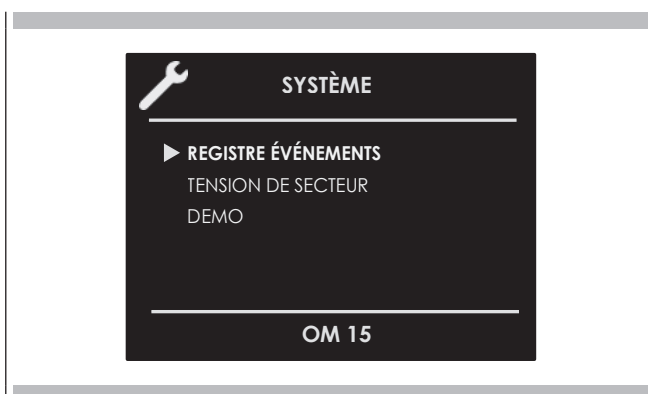 SYSTÈME
REGISTRE ÉVÉNEMENTS
TENSION DE SECTEUR
DEMO
OM 15